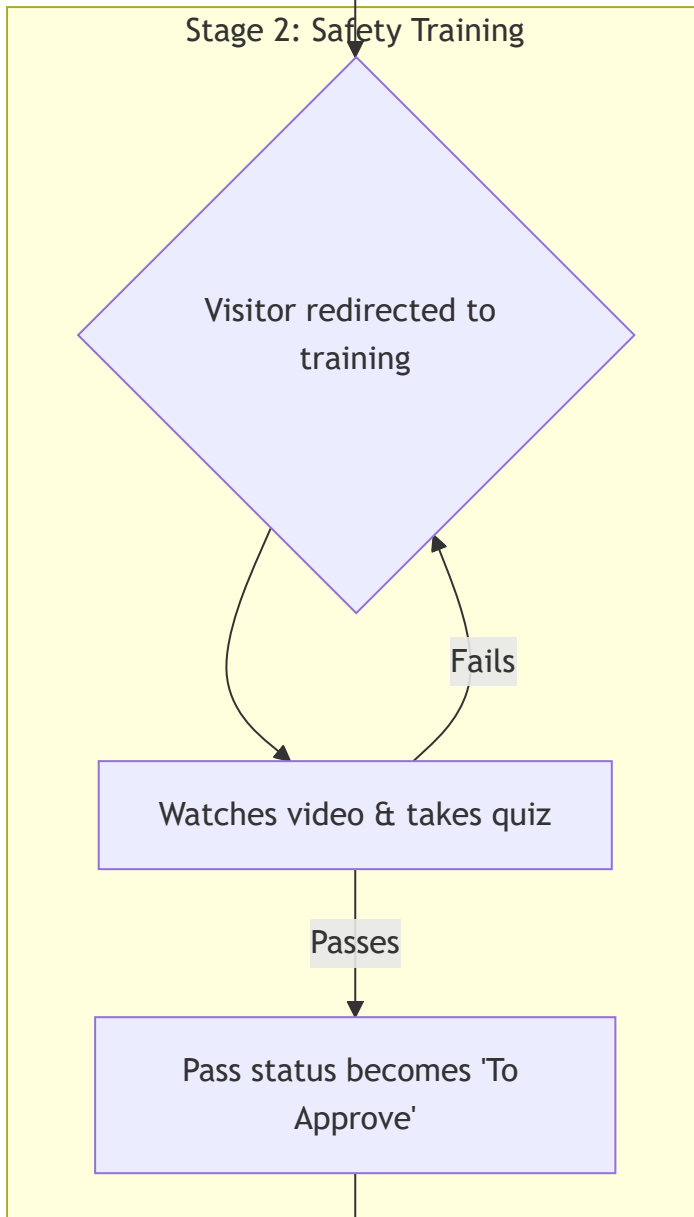 Stage 2: Safety Training
Visitor redirected to
training
Fails
Watches video & takes quiz
Passes
Pass status becomes 'To
Approve'